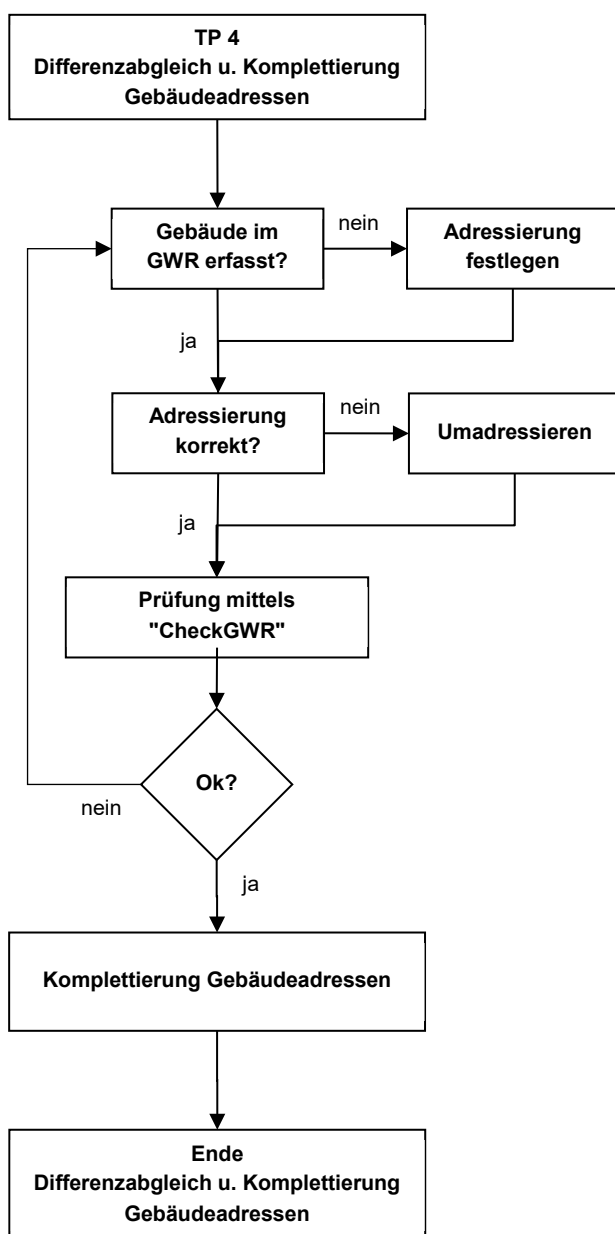 TP 4
Differenzabgleich u. Komplettierung
Gebäudeadressen
Gebäude im
GWR erfasst?
nein
Adressierung
festlegen
ja
Adressierung
korrekt?
nein
Umadressieren
ja
Prüfung mittels
"CheckGWR"
Ok?
nein
ja
Komplettierung Gebäudeadressen
Ende
Differenzabgleich u. Komplettierung
Gebäudeadressen